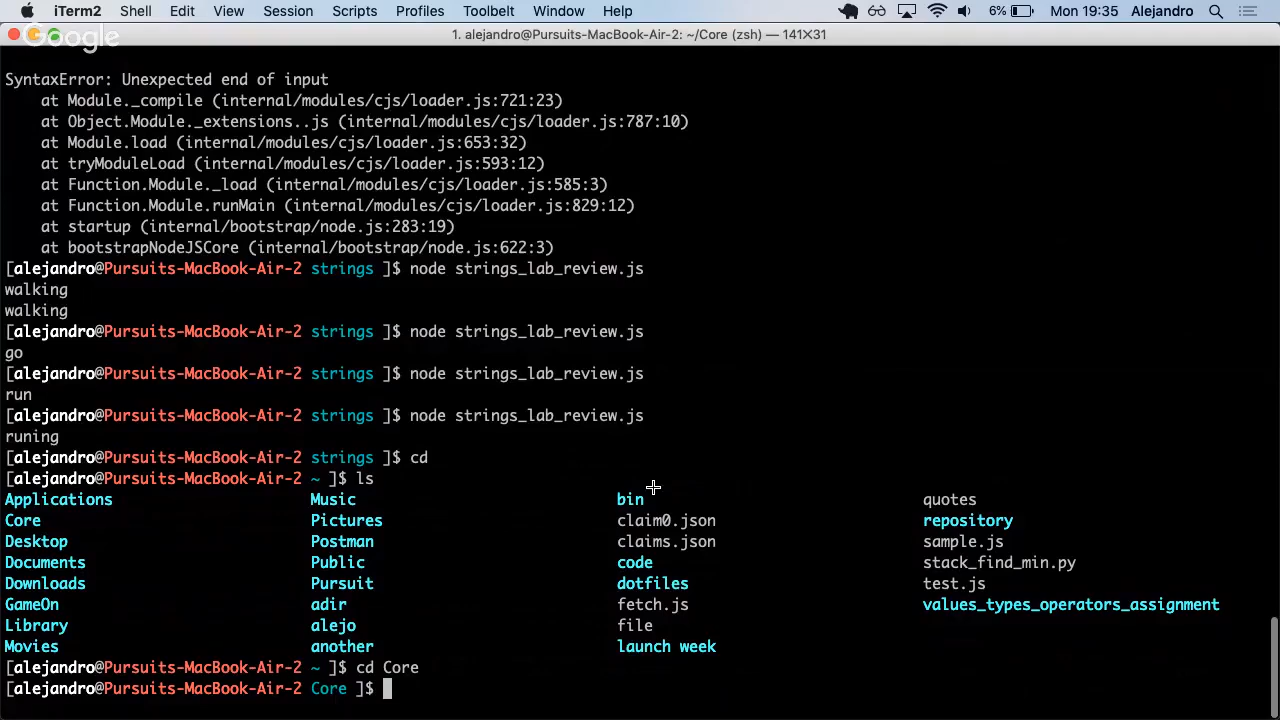 iTerm2 Shell Edit View Session Scripts Profiles Toolbelt Window Help 6% Mon 19:35 Alejandro
Google
1. alejandro@Pursuits-MacBook-Air-2: ~/Core (zsh) — 141×31
SyntaxError: Unexpected end of input
at Module._compile (internal/modules/cjs/loader.js:721:23)
at Object.Module._extensions..js (internal/modules/cjs/loader.js:787:10)
at Module.load (internal/modules/cjs/loader.js:653:32)
at tryModuleLoad (internal/modules/cjs/loader.js:593:12)
at Function.Module._load (internal/modules/cjs/loader.js:585:3)
at Function.Module.runMain (internal/modules/cjs/loader.js:829:12)
at startup (internal/bootstrap/node.js:283:19)
at bootstrapNodeJSCore (internal/bootstrap/node.js:622:3)
[alejandro@Pursuits-MacBook-Air-2 strings ]$ node strings_lab_review.js
walking
walking
[alejandro@Pursuits-MacBook-Air-2 strings ]$ node strings_lab_review.js
go
[alejandro@Pursuits-MacBook-Air-2 strings ]$ node strings_lab_review.js
run
[alejandro@Pursuits-MacBook-Air-2 strings ]$ node strings_lab_review.js
runing
[alejandro@Pursuits-MacBook-Air-2 strings ]$ cd
[alejandro@Pursuits-MacBook-Air-2 ~ ]$ ls
Applications Music bin quotes
Core Pictures claim0.json repository
Desktop Postman claims.json sample.js
Documents Public code stack_find_min.py
Downloads Pursuit dotfiles test.js
GameOn adir fetch.js values_types_operators_assignment
Library alejo file
Movies another launch week
[alejandro@Pursuits-MacBook-Air-2 ~ ]$ cd Core
[alejandro@Pursuits-MacBook-Air-2 Core ]$